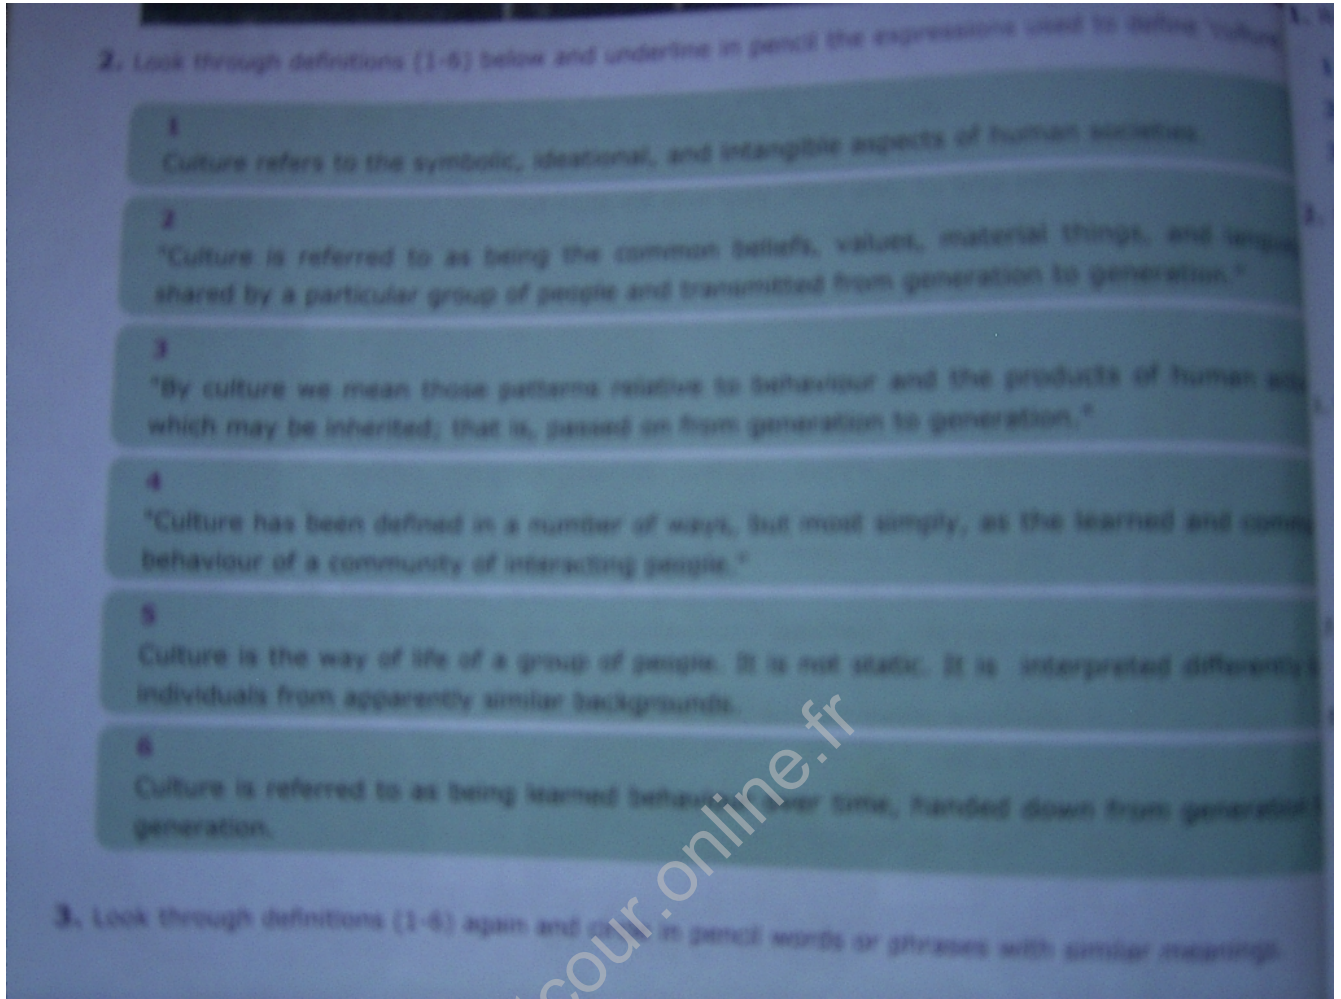 2. Look through definitions (1-6) below and underline in pencil the expressions used to define 'culture
1
Culture refers to the symbolic, ideational, and intangible aspects of human societies.
2
"Culture is referred to as being the common beliefs, values, material things, and
shared by a particular group of people and transmitted from generation to generation."
3
"By culture we mean those patterns relative to behaviour and the products of human
which may be inherited; that is, passed on from generation to generation."
4
"Culture has been defined in a number of ways, but most simply, as the learned and
behaviour of a community of interacting people."
5
Culture is the way of life of a group of people. It is not static. It is interpreted differently
individuals from apparently similar backgrounds.
6
Culture is referred to as being learned over time, handed down from generation
generation.
3. Look through definitions (1-6) again and in pencil words or phrases with similar meanings.
cour.online.fr
1.
2.